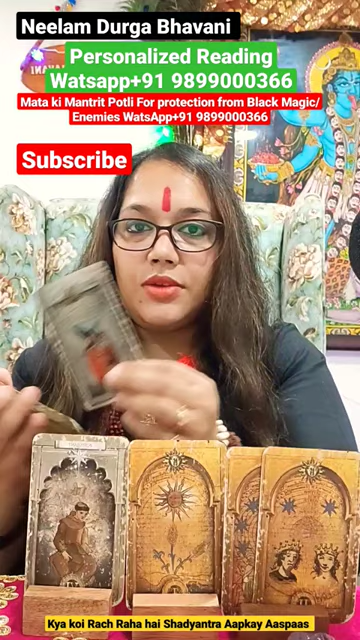 Neelam Durga Bhavani
Personalized Reading
Watsapp+91 9899000366
Mata ki Mantrit Potli For protection from Black Magic/
Enemies WatsApp+91 9899000366
Subscribe
Kya koi Rach Raha hai Shadyantra Aapkay Aaspaas